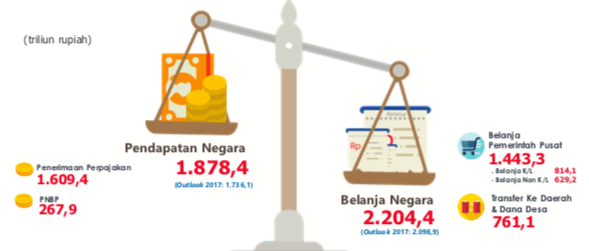 (triliun rupiah)
Pendapatan Negara
1.878,4
(Outlook 2017: 1.736,1)
Penerimaan Perpajakan
1.609,4
PNBP
267,9
Belanja
Rp
Belanja Negara
2.204,4
(Outlook 2017: 2.098,9)
Belanja
Pemerintah Pusat
1.443,3
- Belanja K/L 814,1
- Belanja Non K/L 629,2
Transfer Ke Daerah
& Dana Desa
761,1